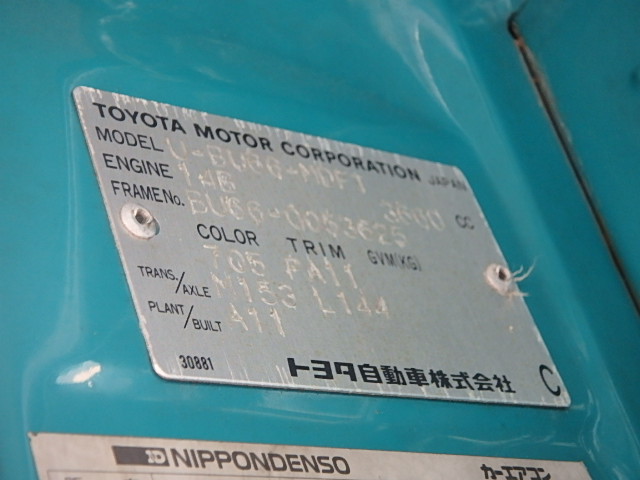 TOYOTA MOTOR CORPORATION JAPAN
MODEL U-BU66-MDF1
ENGINE 14B 3600 CC
FRAME No. BU66-0053625
COLOR TRIM GVM(KG)
705 FA11
TRANS./AXLE M153 L144
PLANT/BUILT A11
30881 トヨタ自動車株式会社 C
NIPPONDENSO カーエアコン